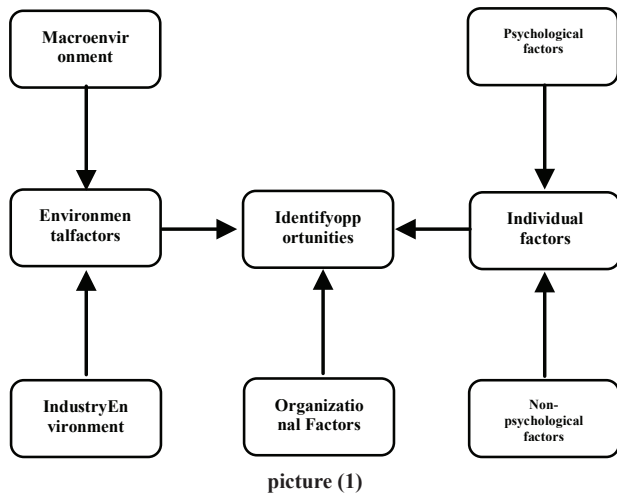 Macroenvir
onment
Psychological
factors
Environmen
talfactors
Identifyopp
ortunities
Individual
factors
IndustryEn
vironment
Organizatio
nal Factors
Non-
psychological
factors
picture (1)